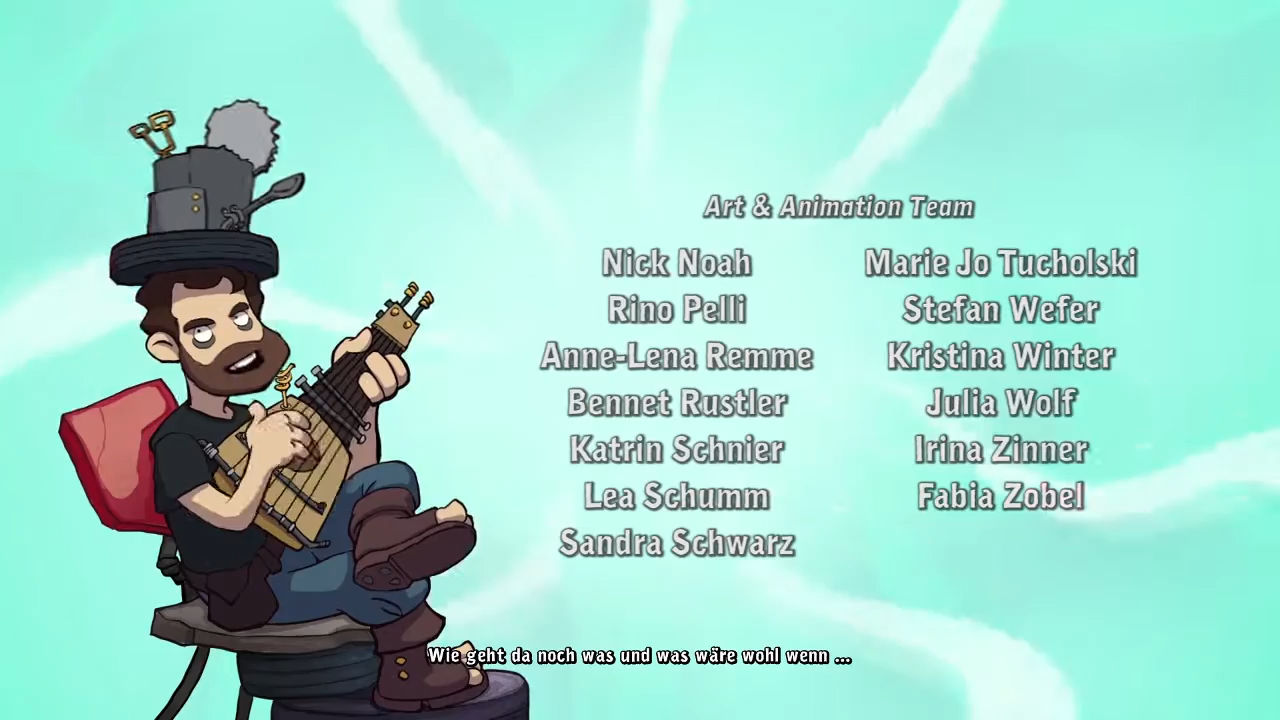 Art & Animation Team
Nick Noah
Rino Pelli
Anne-Lena Remme
Bennet Rustler
Katrin Schnier
Lea Schumm
Sandra Schwarz
Marie Jo Tucholski
Stefan Wefer
Kristina Winter
Julia Wolf
Irina Zinner
Fabia Zobel
Wie geht da noch was und was wäre wohl wenn ...